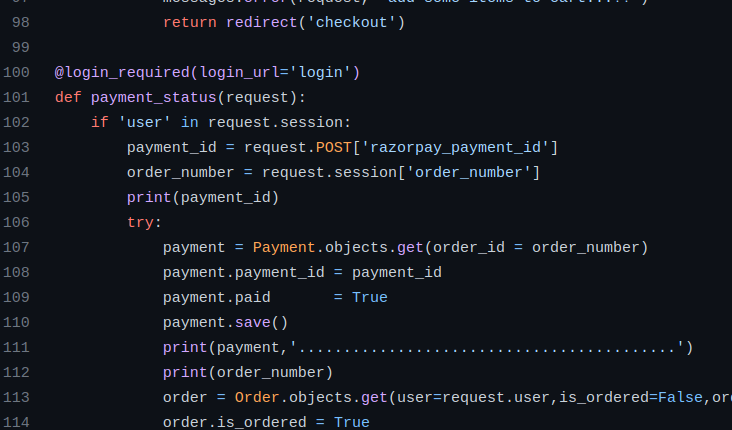 98 return redirect('checkout')
99
100 @login_required(login_url='login')
101 def payment_status(request):
102 if 'user' in request.session:
103 payment_id = request.POST['razorpay_payment_id']
104 order_number = request.session['order_number']
105 print(payment_id)
106 try:
107 payment = Payment.objects.get(order_id = order_number)
108 payment.payment_id = payment_id
109 payment.paid = True
110 payment.save()
111 print(payment,'..........................................')
112 print(order_number)
113 order = Order.objects.get(user=request.user,is_ordered=False,or
114 order.is_ordered = True